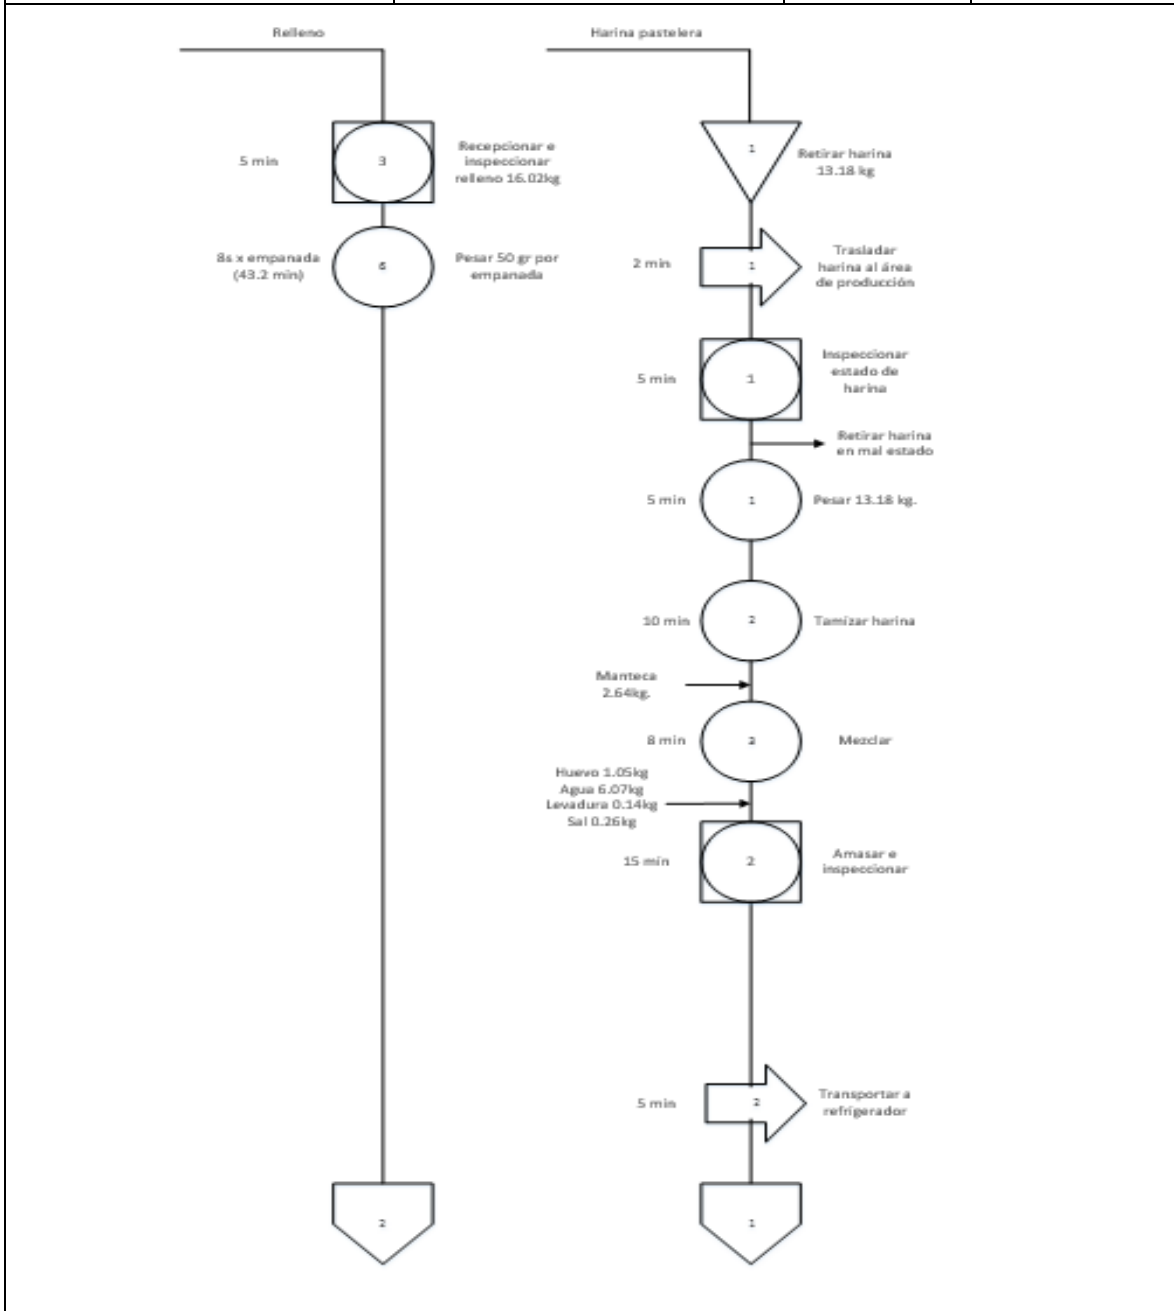 Relleno
Harina pastelera
5 min
3
Recepcionar e
inspeccionar
relleno 16.02kg
8s x empanada
(43.2 min)
6
Pesar 50 gr por
empanada
2
1
Retirar harina
13.18 kg
2 min
1
Trasladar
harina al área
de producción
5 min
1
Inspeccionar
estado de
harina
Retirar harina
en mal estado
5 min
1
Pesar 13.18 kg.
10 min
2
Tamizar harina
Manteca
2.64kg.
8 min
3
Mezclar
Huevo 1.05kg
Agua 6.07kg
Levadura 0.14kg
Sal 0.26kg
15 min
2
Amasar e
inspeccionar
5 min
2
Transportar a
refrigerador
1